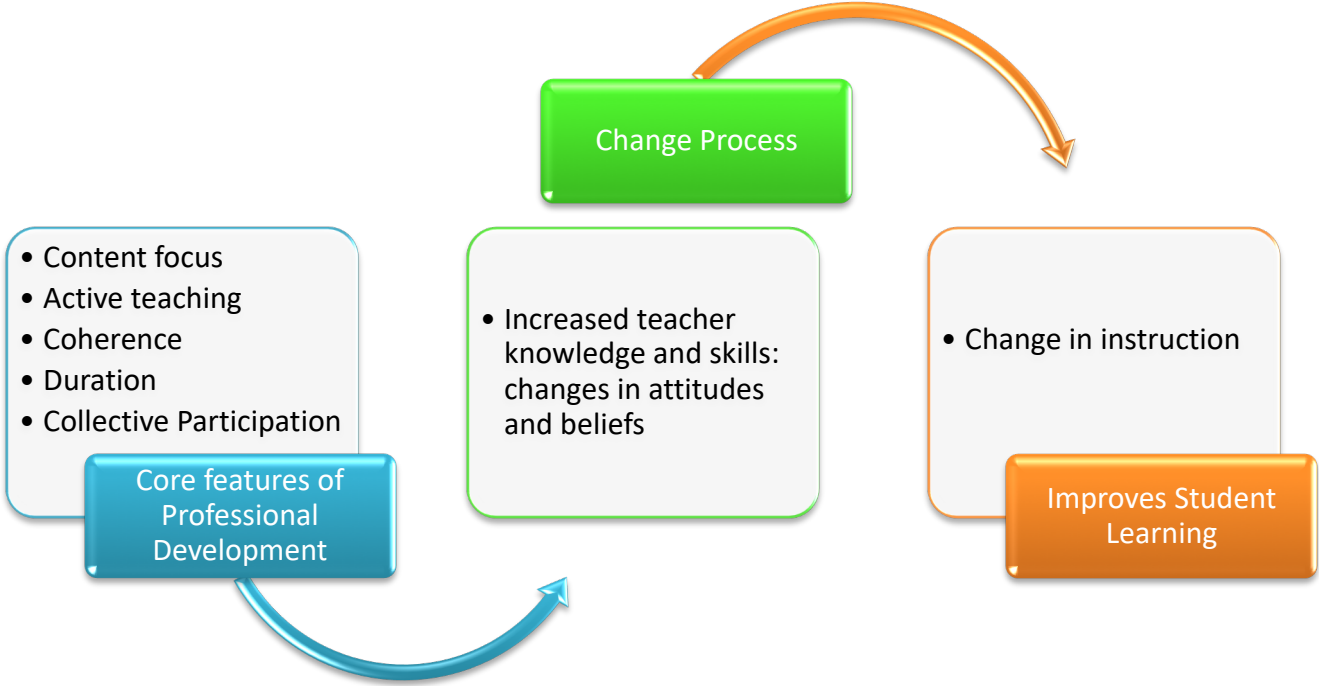 • Content focus
• Active teaching
• Coherence
• Duration
• Collective Participation
Core features of
Professional
Development
Change Process
• Increased teacher
knowledge and skills:
changes in attitudes
and beliefs
• Change in instruction
Improves Student
Learning